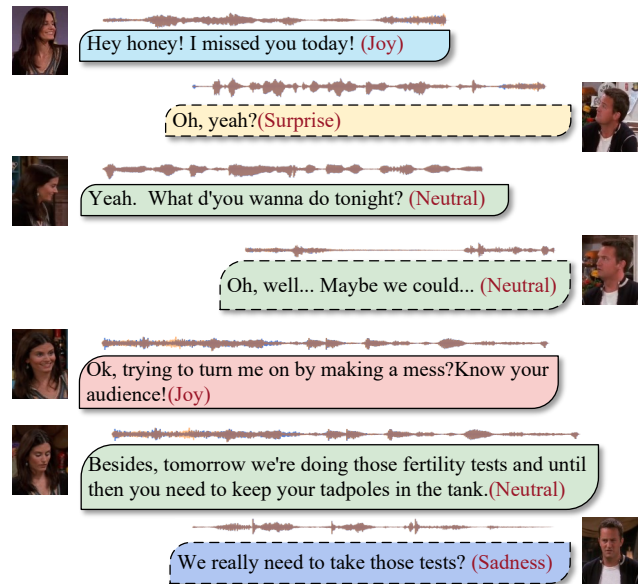 Hey honey! I missed you today! (Joy)
Oh, yeah?(Surprise)
Yeah.  What d'you wanna do tonight? (Neutral)
Oh, well... Maybe we could... (Neutral)
Ok, trying to turn me on by making a mess?Know your
audience!(Joy)
Besides, tomorrow we're doing those fertility tests and until
then you need to keep your tadpoles in the tank.(Neutral)
We really need to take those tests? (Sadness)